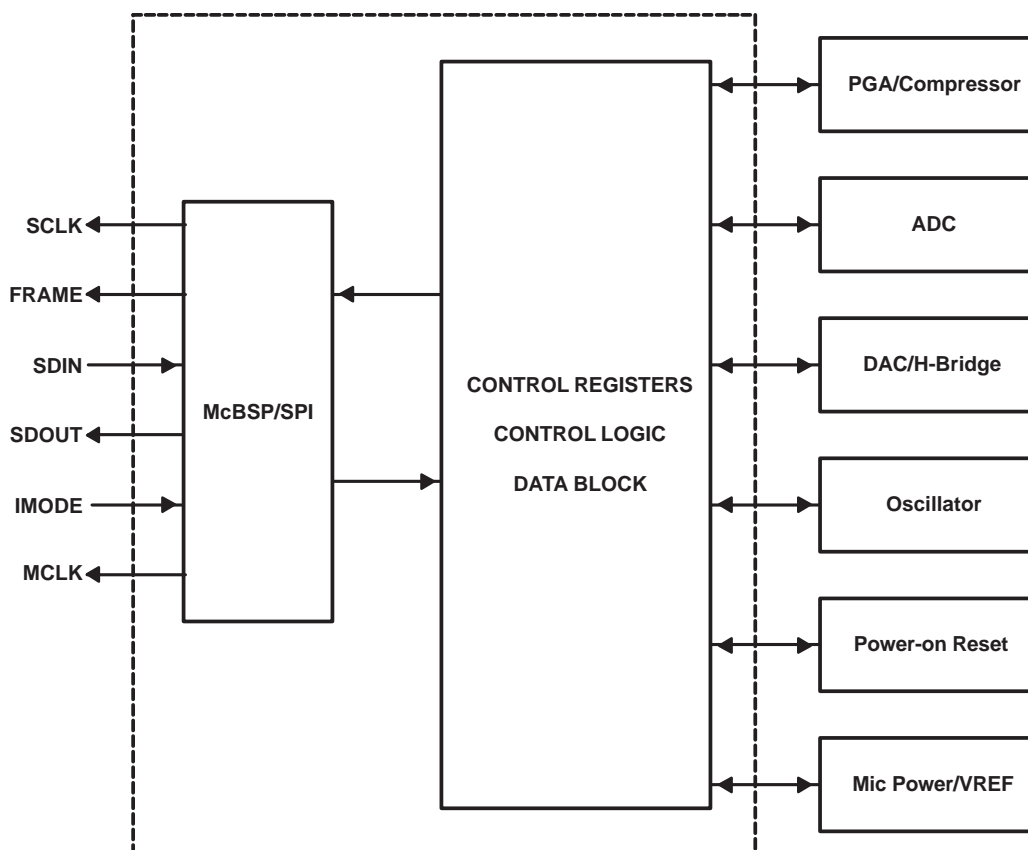 SCLK
FRAME
SDIN
SDOUT
IMODE
MCLK
McBSP/SPI
CONTROL REGISTERS
CONTROL LOGIC
DATA BLOCK
PGA/Compressor
ADC
DAC/H-Bridge
Oscillator
Power-on Reset
Mic Power/VREF